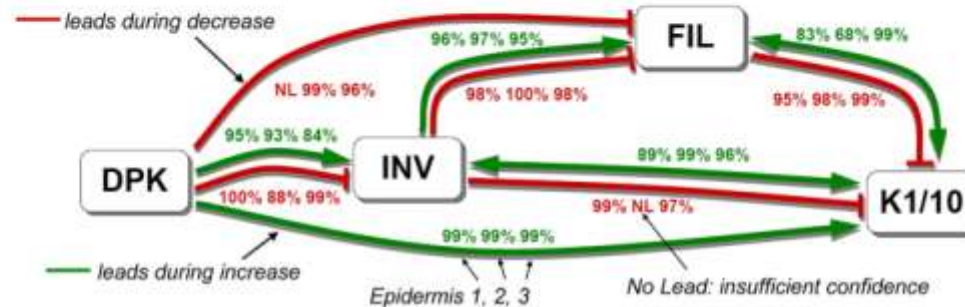 leads during decrease
FIL
96% 97% 95%
83% 68% 99%
NL 99% 96%
98% 100% 98%
95% 98% 99%
95% 93% 84%
INV
89% 99% 96%
DPK
100% 88% 99%
K1/10
99% NL 97%
99% 99% 99%
leads during increase
Epidermis 1, 2, 3
No Lead: insufficient confidence